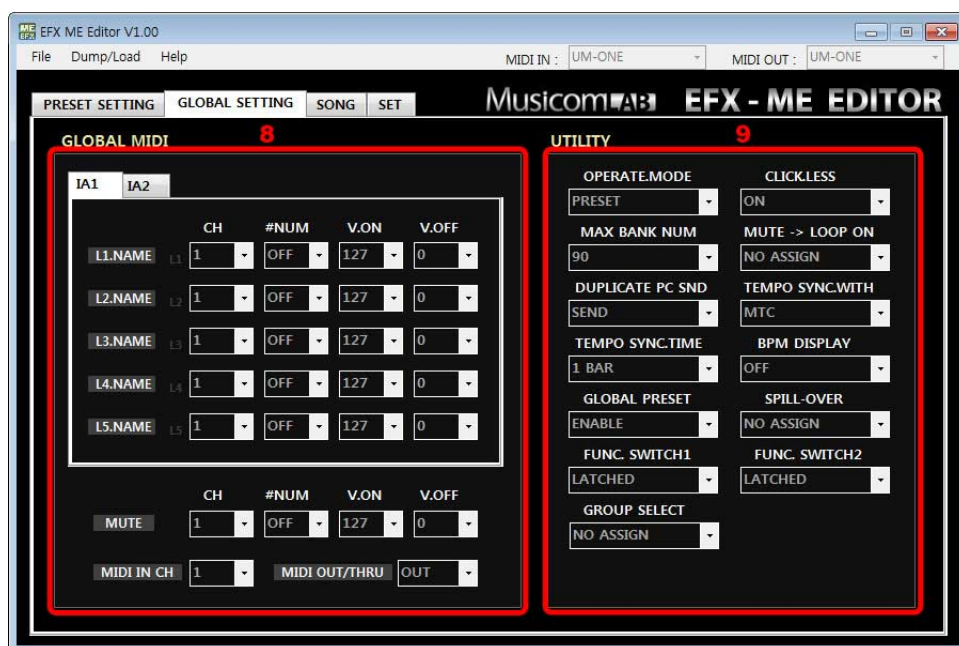 EFX ME Editor V1.00
File Dump/Load Help MIDI IN : UM-ONE MIDI OUT : UM-ONE
PRESET SETTING GLOBAL SETTING SONG SET MusicomLAB EFX - ME EDITOR
GLOBAL MIDI 8 UTILITY 9
IA1 IA2
CH #NUM V.ON V.OFF
L1.NAME L1 1 OFF 127 0
L2.NAME L2 1 OFF 127 0
L3.NAME L3 1 OFF 127 0
L4.NAME L4 1 OFF 127 0
L5.NAME L5 1 OFF 127 0
CH #NUM V.ON V.OFF
MUTE 1 OFF 127 0
MIDI IN CH 1 MIDI OUT/THRU OUT
OPERATE.MODE CLICK.LESS
PRESET ON
MAX BANK NUM MUTE -> LOOP ON
90 NO ASSIGN
DUPLICATE PC SND TEMPO SYNC.WITH
SEND MTC
TEMPO SYNC.TIME BPM DISPLAY
1 BAR OFF
GLOBAL PRESET SPILL-OVER
ENABLE NO ASSIGN
FUNC. SWITCH1 FUNC. SWITCH2
LATCHED LATCHED
GROUP SELECT
NO ASSIGN